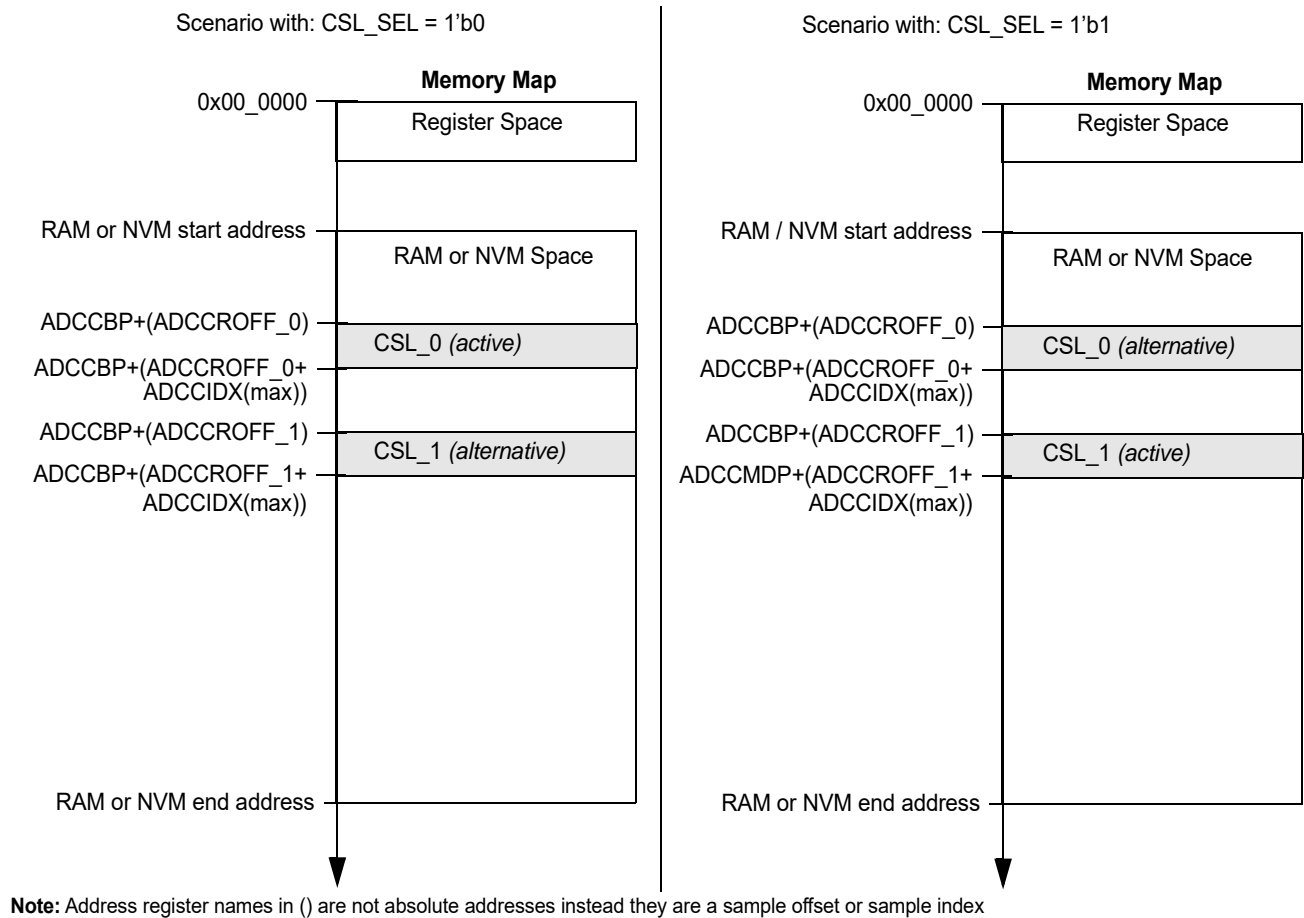 Scenario with: CSL_SEL = 1’b0
Memory Map
0x00_0000
Register Space
RAM or NVM start address
RAM or NVM Space
ADCCBP+(ADCCROFF_0)
CSL_0 (active)
ADCCBP+(ADCCROFF_0+
ADCCIDX(max))
ADCCBP+(ADCCROFF_1)
CSL_1 (alternative)
ADCCBP+(ADCCROFF_1+
ADCCIDX(max))
RAM or NVM end address
Scenario with: CSL_SEL = 1’b1
Memory Map
0x00_0000
Register Space
RAM / NVM start address
RAM or NVM Space
ADCCBP+(ADCCROFF_0)
CSL_0 (alternative)
ADCCBP+(ADCCROFF_0+
ADCCIDX(max))
ADCCBP+(ADCCROFF_1)
CSL_1 (active)
ADCCMDP+(ADCCROFF_1+
ADCCIDX(max))
RAM or NVM end address
Note: Address register names in () are not absolute addresses instead they are a sample offset or sample index